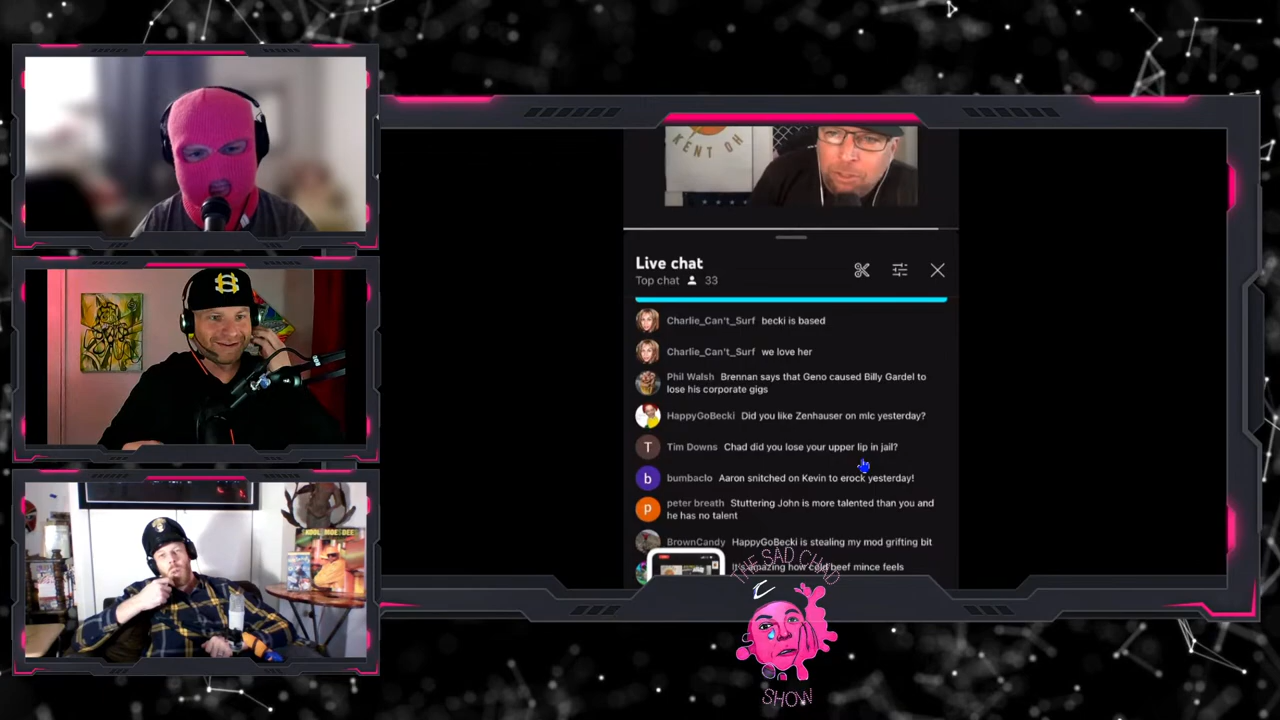 KENT OH
Live chat
Top chat 33
Charlie_Can't_Surf becki is based
Charlie_Can't_Surf we love her
Phil Walsh Brennan says that Geno caused Billy Gardel to
lose his corporate gigs
HappyGoBecki Did you like Zenhauser on mlc yesterday?
T Tim Downs Chad did you lose your upper lip in jail?
b bumbaclo Aaron snitched on Kevin to erock yesterday!
p peter breath Stuttering John is more talented than you and
he has no talent
BrownCandy HappyGoBecki is stealing my mod grifting bit
It's amazing how cold beef mince feels
THE SAD CHAD
SHOW
KOOL MOE DEE